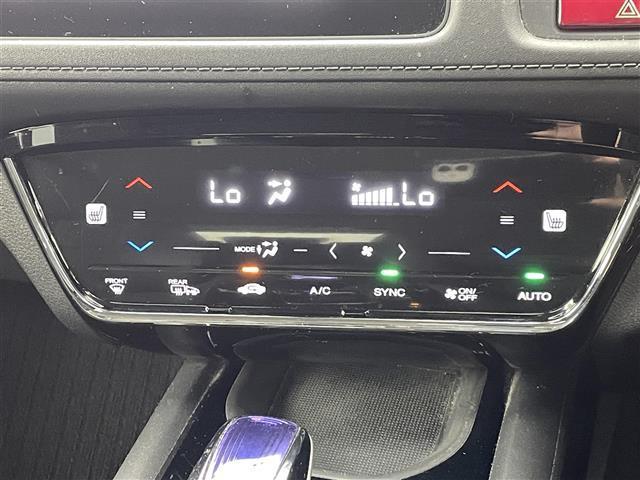 Lo Lo
MODE
FRONT REAR A/C SYNC ON/OFF AUTO